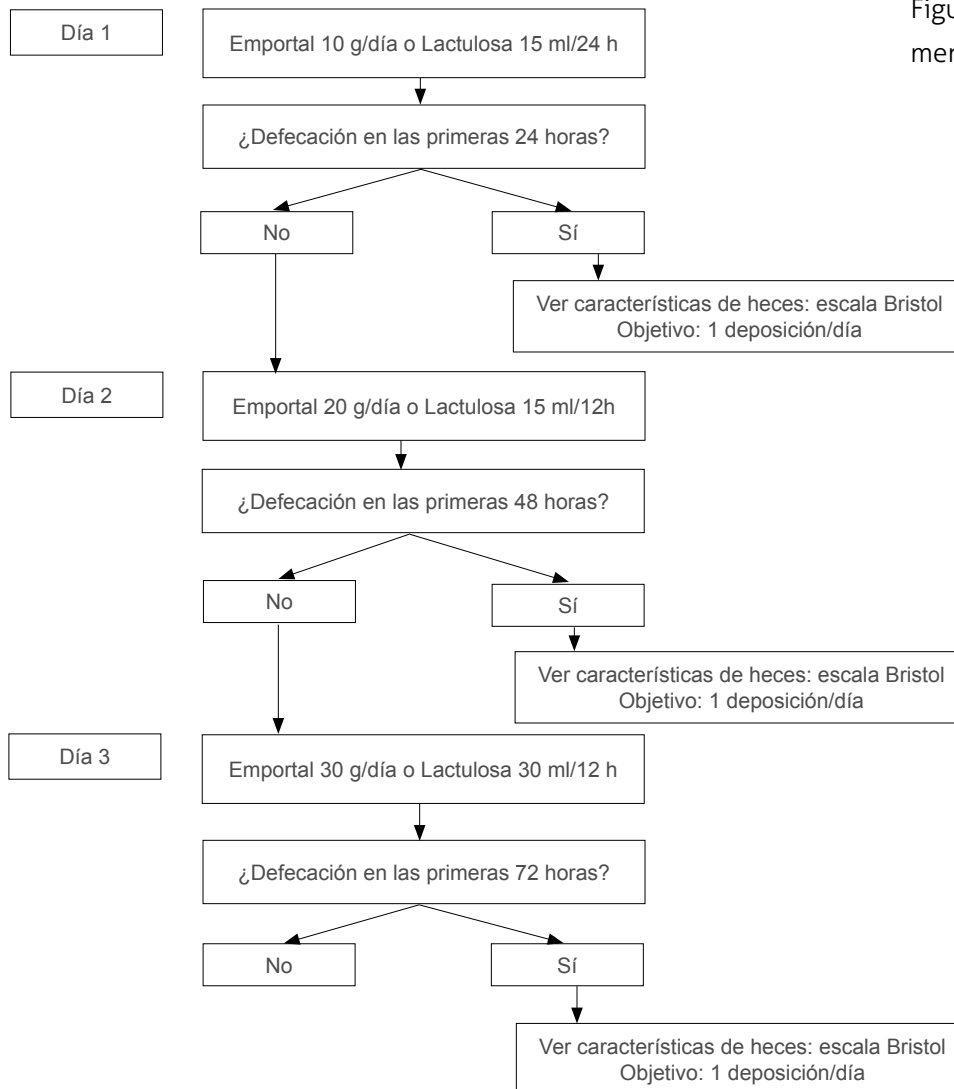 Figu
mer
Día 1
Emportal 10 g/día o Lactulosa 15 ml/24 h
¿Defecación en las primeras 24 horas?
No
Sí
Ver características de heces: escala Bristol
Objetivo: 1 deposición/día
Día 2
Emportal 20 g/día o Lactulosa 15 ml/12h
¿Defecación en las primeras 48 horas?
No
Sí
Ver características de heces: escala Bristol
Objetivo: 1 deposición/día
Día 3
Emportal 30 g/día o Lactulosa 30 ml/12 h
¿Defecación en las primeras 72 horas?
No
Sí
Ver características de heces: escala Bristol
Objetivo: 1 deposición/día